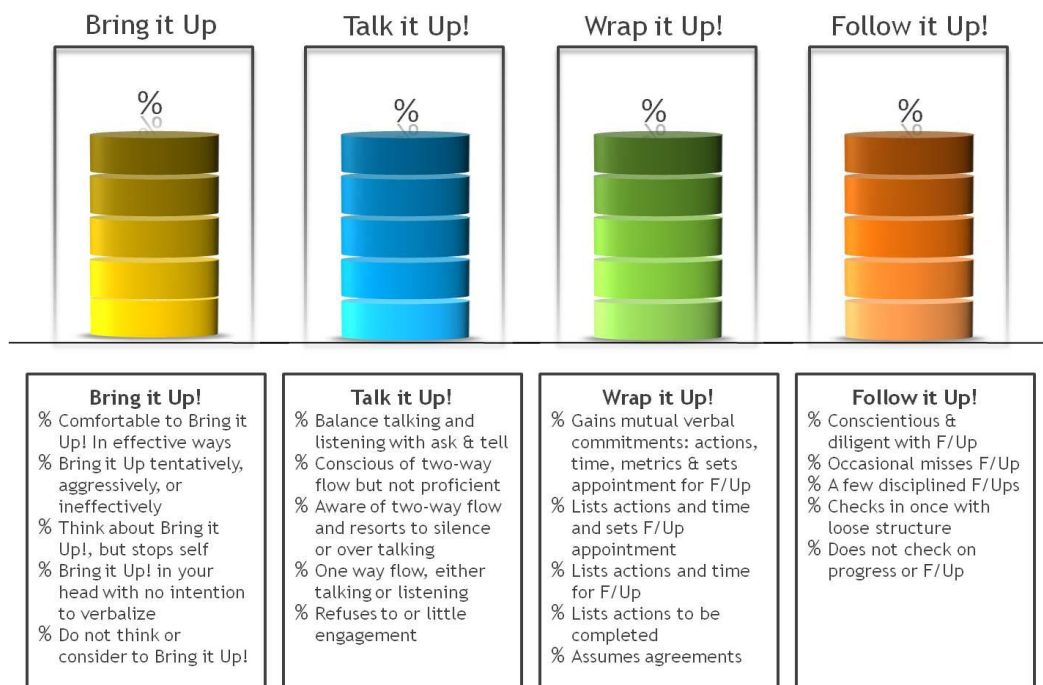 Bring it Up
Talk it Up!
Wrap it Up!
Follow it Up!
%
%
%
%
Bring it Up!
% Comfortable to Bring it
Up! In effective ways
% Bring it Up tentatively,
aggressively, or
ineffectively
% Think about Bring it
Up!, but stops self
% Bring it Up! in your
head with no intention
to verbalize
% Do not think or
consider to Bring it Up!
Talk it Up!
% Balance talking and
listening with ask & tell
% Conscious of two-way
flow but not proficient
% Aware of two-way flow
and resorts to silence
or over talking
% One way flow, either
talking or listening
% Refuses to or little
engagement
Wrap it Up!
% Gains mutual verbal
commitments: actions,
time, metrics & sets
appointment for F/Up
% Lists actions and time
and sets F/Up
appointment
% Lists actions and time
for F/Up
% Lists actions to be
completed
% Assumes agreements
Follow it Up!
% Conscientious &
diligent with F/Up
% Occasional misses F/Up
% A few disciplined F/Ups
% Checks in once with
loose structure
% Does not check on
progress or F/Up